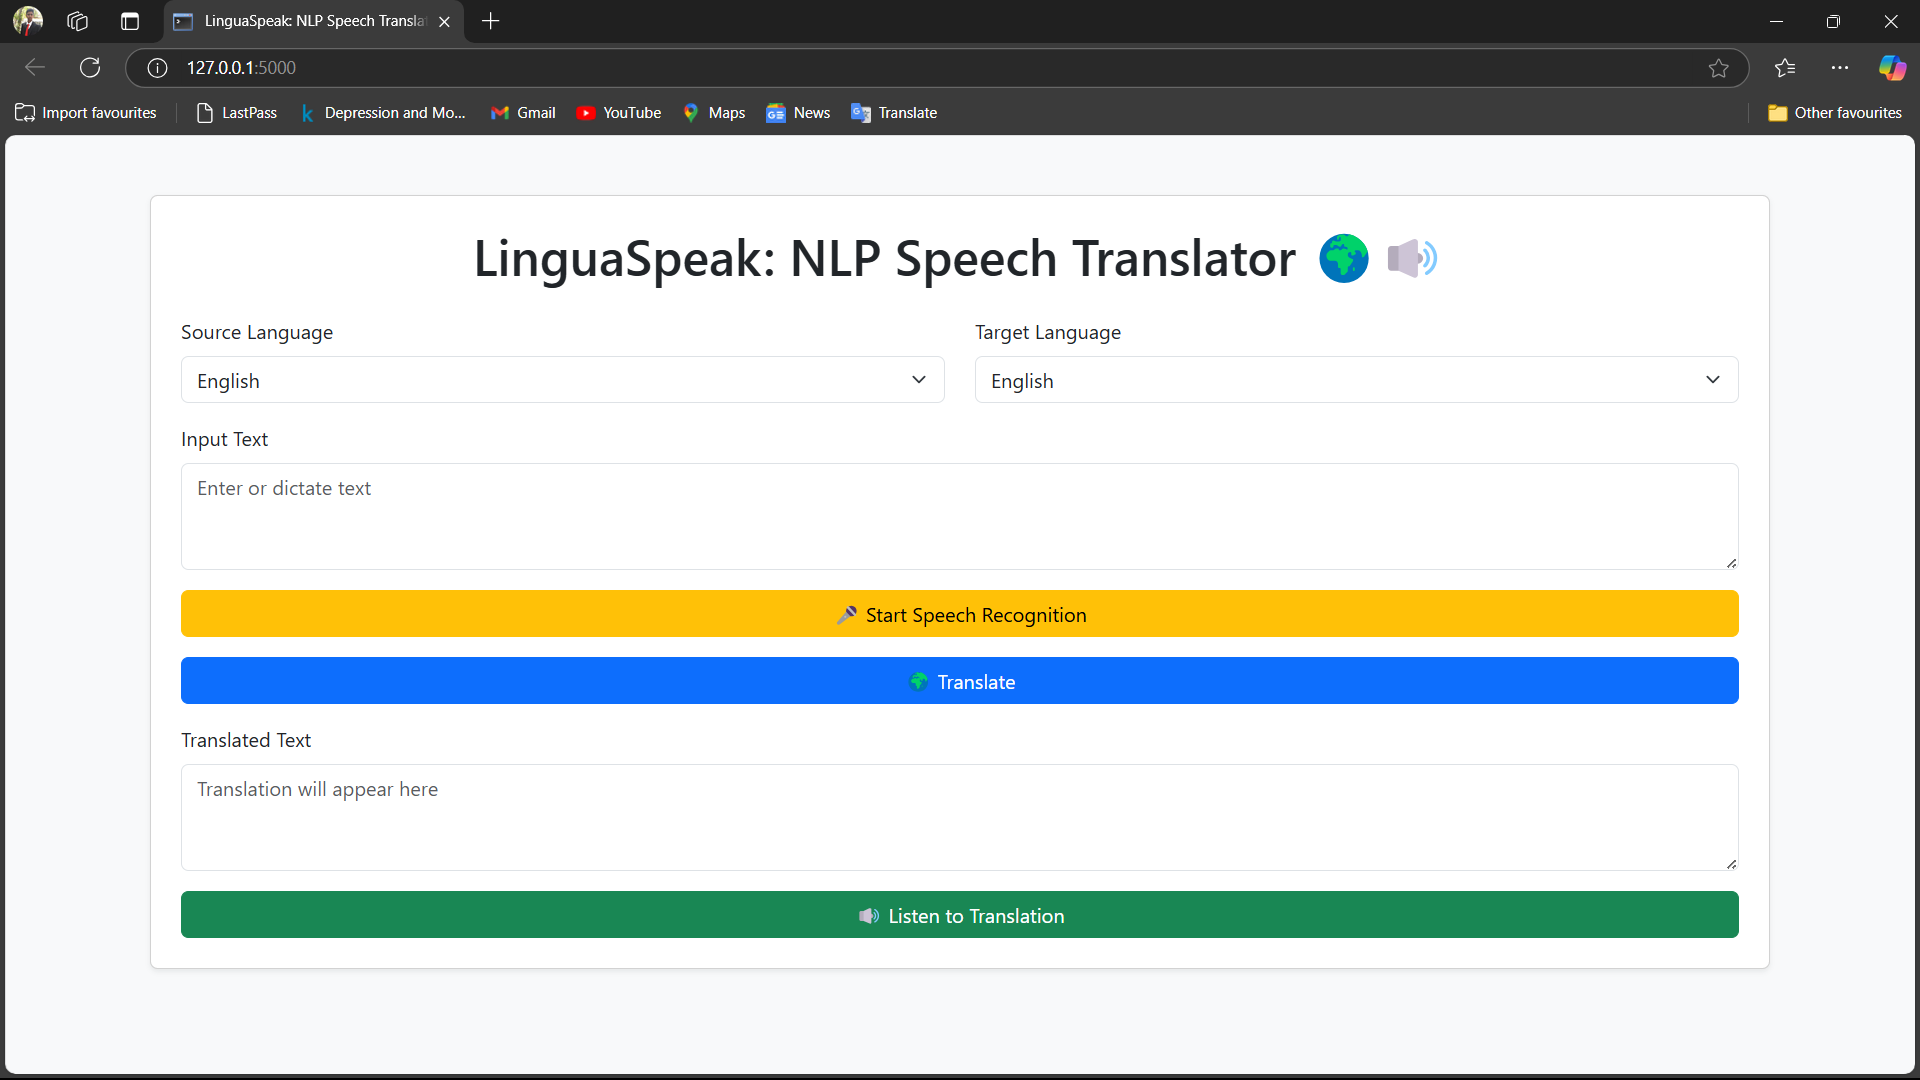 LinguaSpeak: NLP Speech Transla
127.0.0.1:5000
Import favourites
LastPass
Depression and Mo...
Gmail
YouTube
Maps
News
Translate
Other favourites
LinguaSpeak: NLP Speech Translator
Source Language
Target Language
English
English
Input Text
Enter or dictate text
Start Speech Recognition
Translate
Translated Text
Translation will appear here
Listen to Translation